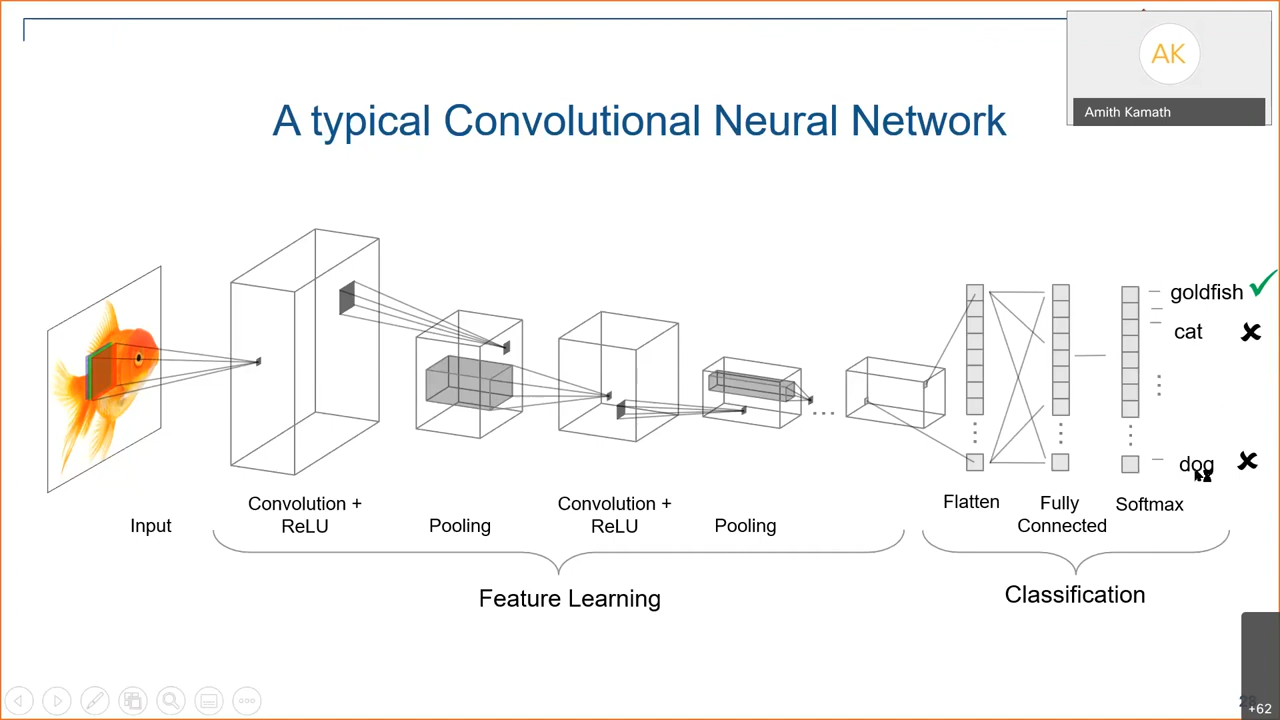 AK
Amith Kamath
A typical Convolutional Neural Network
goldfish
cat
dog
Input
Convolution +
ReLU
Pooling
Convolution +
ReLU
Pooling
Flatten
Fully
Connected
Softmax
Feature Learning
Classification
+62